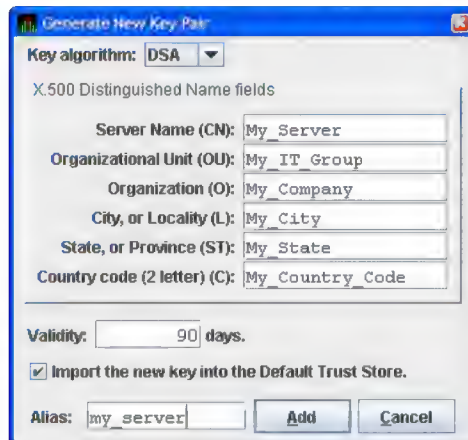 Generate New Key Pair
Key algorithm: DSA
X.500 Distinguished Name fields
Server Name (CN): My_Server
Organizational Unit (OU): My_IT_Group
Organization (O): My_Company
City, or Locality (L): My_City
State, or Province (ST): My_State
Country code (2 letter) (C): My_Country_Code
Validity: 90 days.
Import the new key into the Default Trust Store.
Alias: my_server Add Cancel